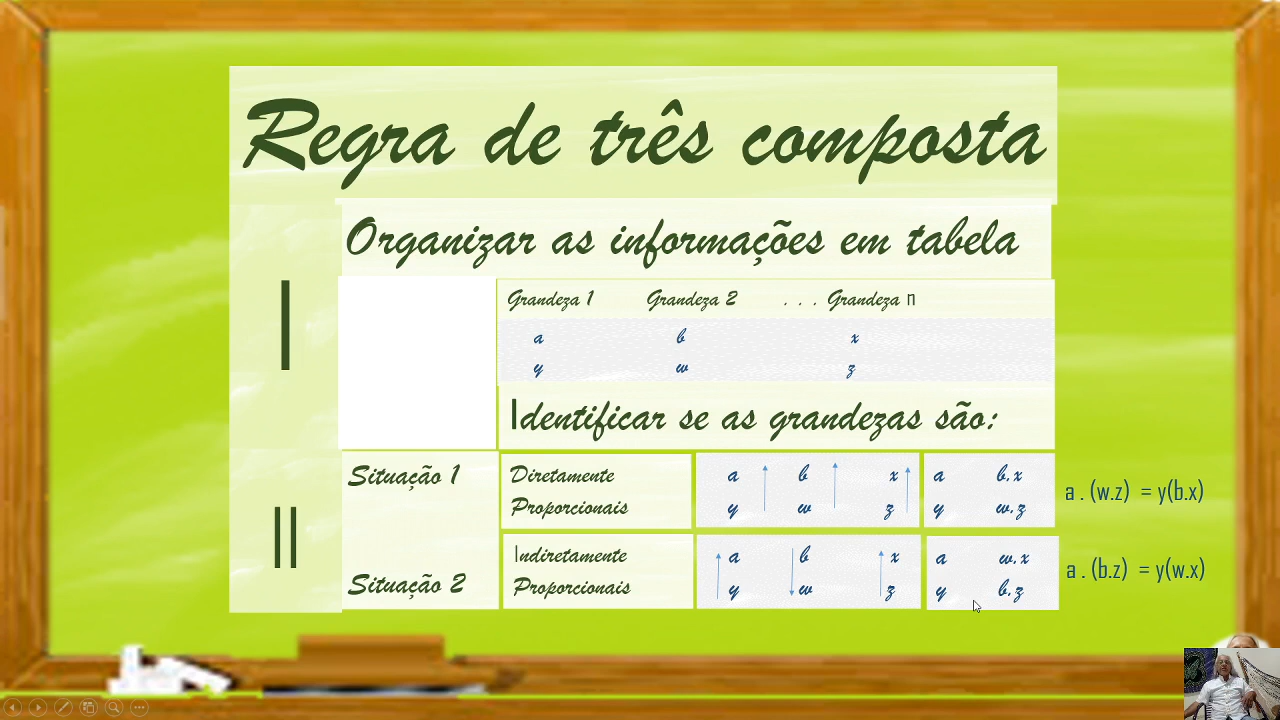 Regra de três composta
Organizar as informações em tabela
I
Grandeza 1 Grandeza 2 . . . Grandeza n
a b x
y w z
Identificar se as grandezas são:
II
Situação 1
Diretamente
Proporcionais
a b x
y w z
a b.x
y w.z
a . (w.z) = y(b.x)
Situação 2
Indiretamente
Proporcionais
a b x
y w z
a w.x
y b.z
a . (b.z) = y(w.x)